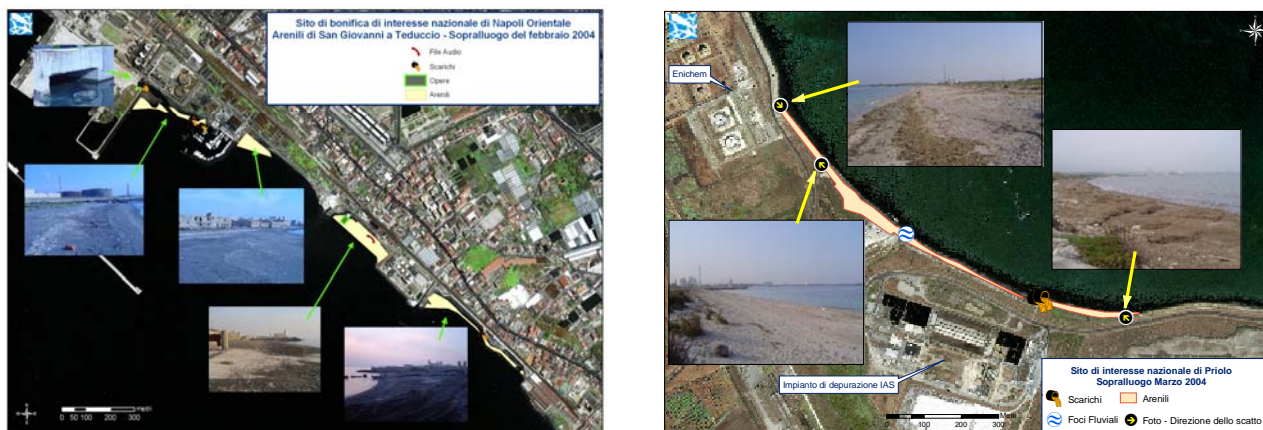 Sito di bonifica di interesse nazionale di Napoli Orientale
Arenili di San Giovanni a Teduccio - Sopralluogo del febbraio 2004
File Audio
Scarichi
Opere
Arenili
metri
0 50 100 200 300
Enichem
Impianto di depurazione IAS
Metri
0 100 200 300
Sito di interesse nazionale di Priolo
Sopralluogo Marzo 2004
Scarichi
Arenili
Foci Fluviali
Foto - Direzione dello scatto